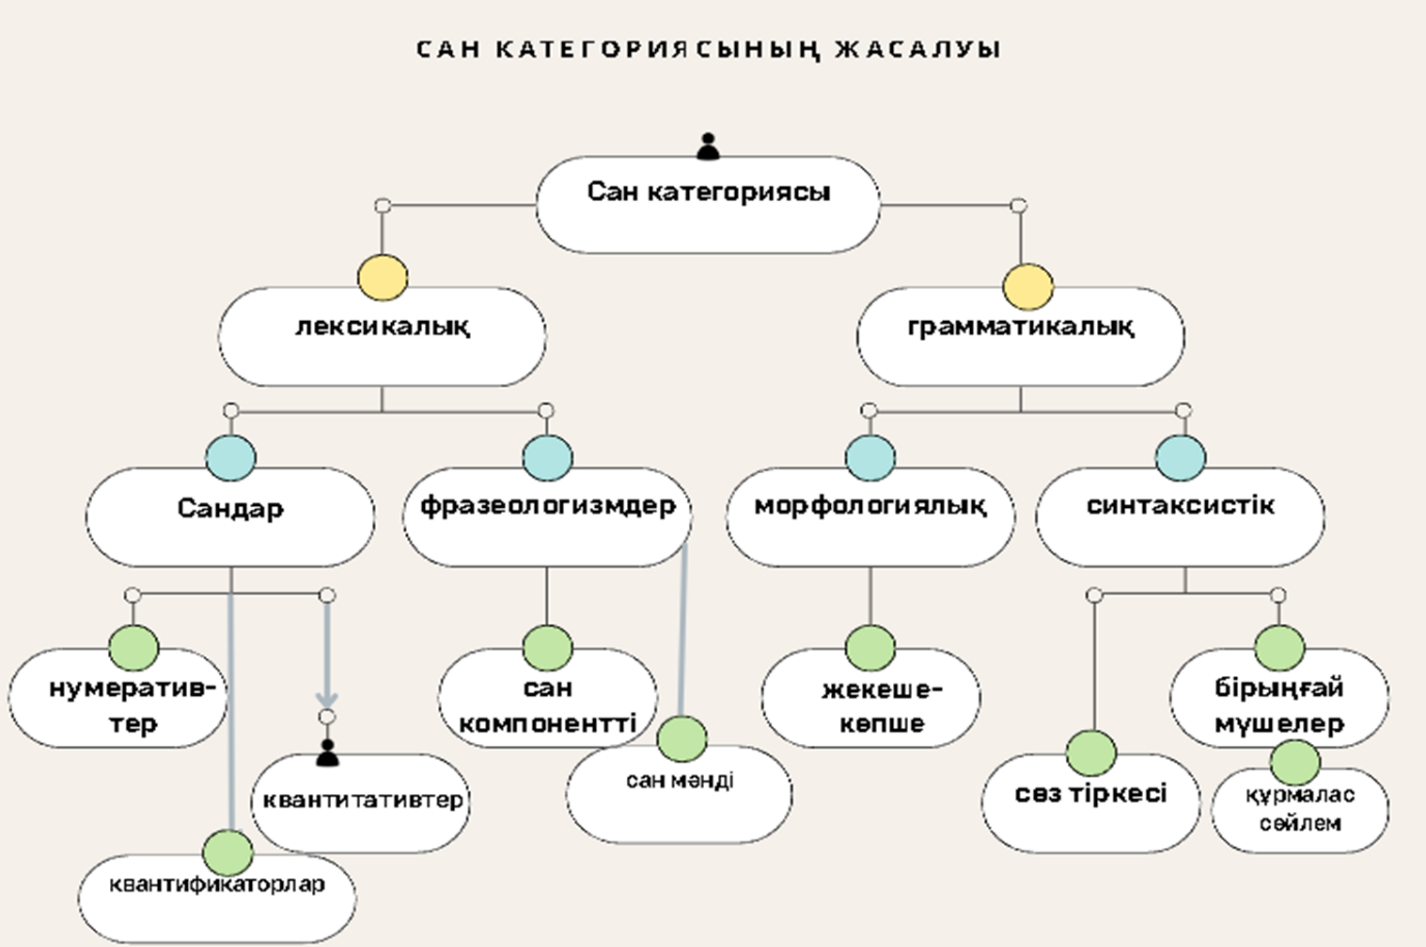 САН КАТЕГОРИЯСЫНЫҢ ЖАСАЛУЫ
Сан категориясы
лексикалық
грамматикалық
Сандар
фразеологизмдер
морфологиялық
синтаксистік
нумератив-
тер
сан
компонентті
жекеше-
көпше
бірыңғай
мүшелер
квантитативтер
сан мәнді
сөз тіркесі
құрмалас
сөйлем
квантификаторлар